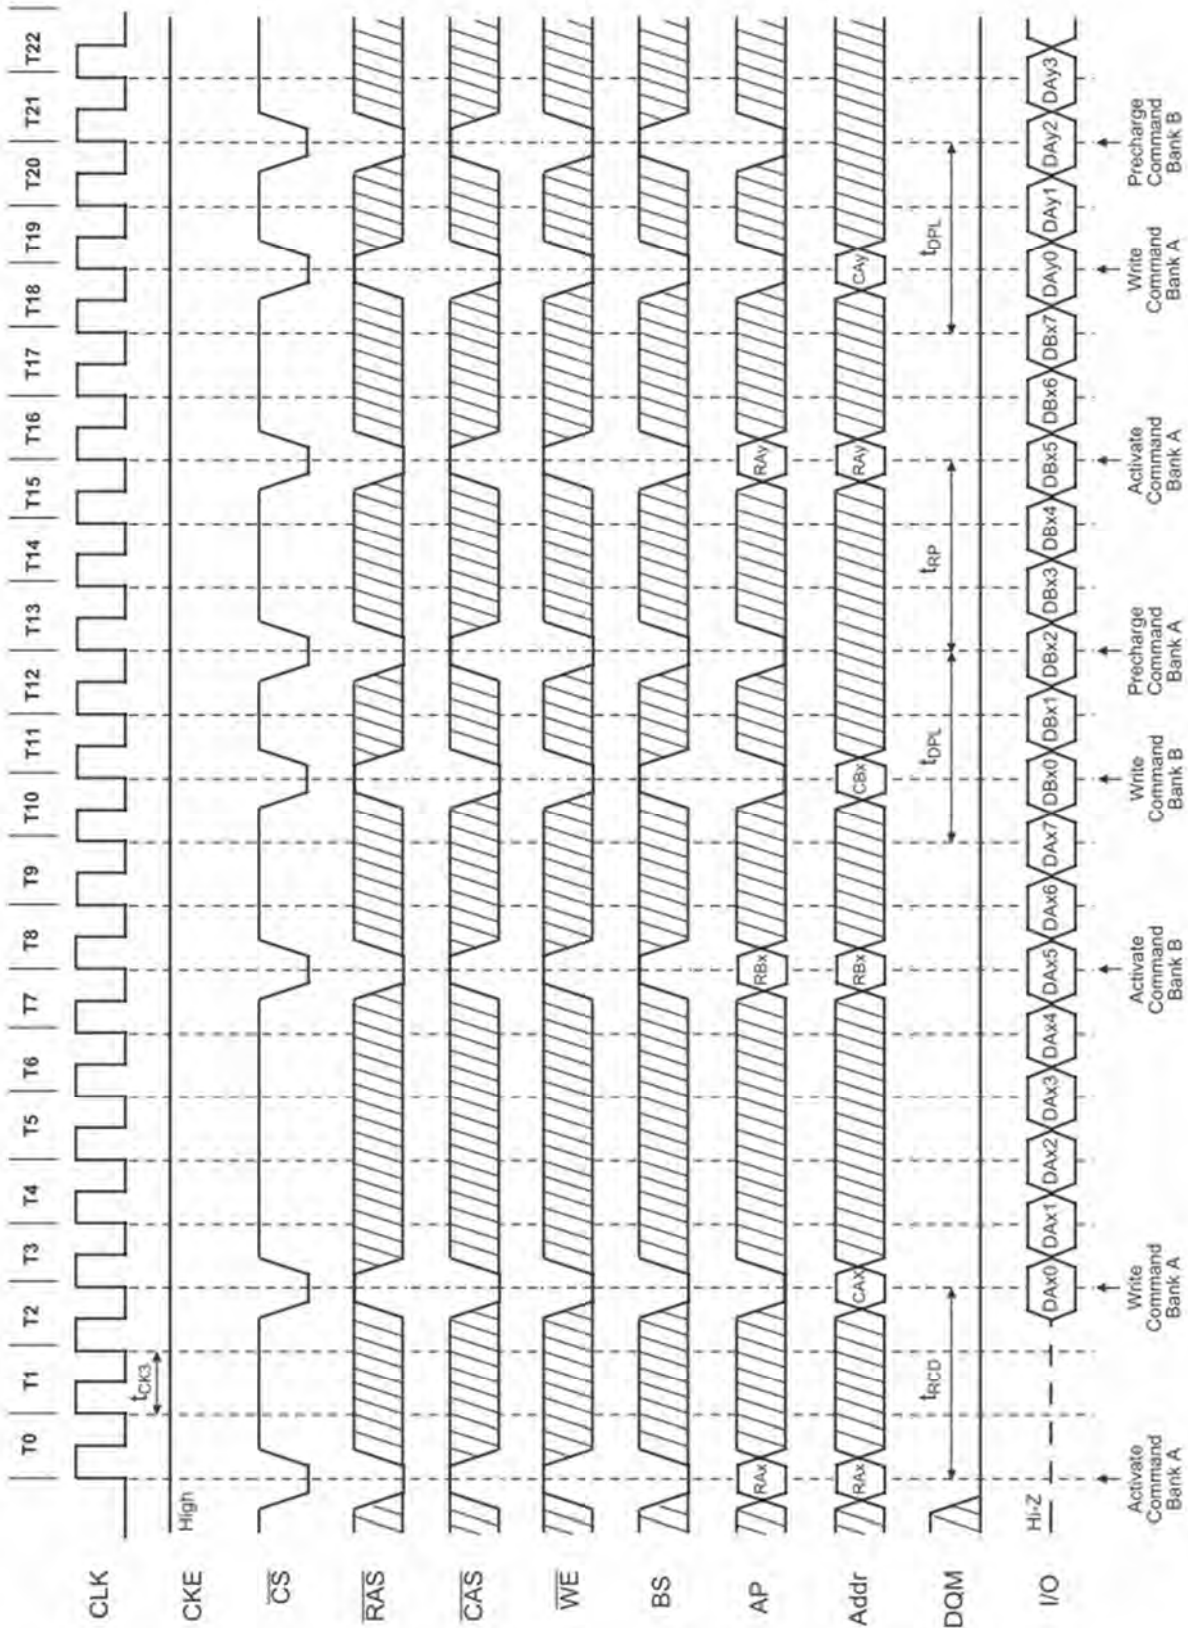 T0 T1 T2 T3 T4 T5 T6 T7 T8 T9 T10 T11 T12 T13 T14 T15 T16 T17 T18 T19 T20 T21 T22
CLK
tCK3
CKE
High
CS
RAS
CAS
WE
BS
AP
RAx RBx RAy
Addr
RAx CAx RBx CBx RAy CAy
DQM
tRCD tDPL tRP tDPL
I/O
Hi-Z
DAx0 DAx1 DAx2 DAx3 DAx4 DAx5 DAx6 DAx7 DBx0 DBx1 DBx2 DBx3 DBx4 DBx5 DBx6 DBx7 DAy0 DAy1 DAy2 DAy3
Activate
Command
Bank A
Write
Command
Bank A
Activate
Command
Bank B
Write
Command
Bank B
Precharge
Command
Bank A
Activate
Command
Bank A
Write
Command
Bank A
Precharge
Command
Bank B